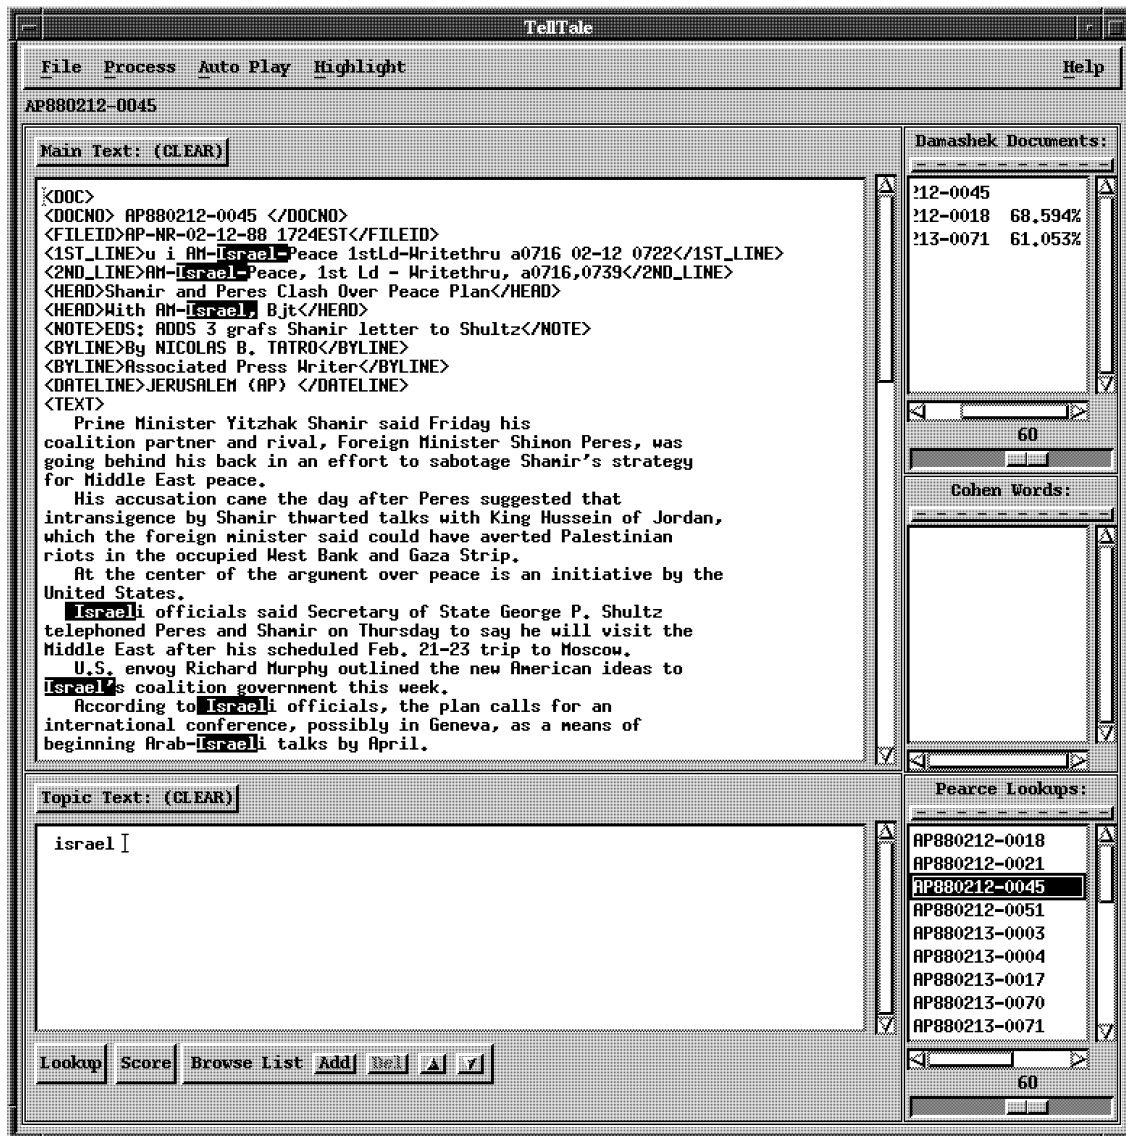 TellTale
File Process Auto Play Highlight Help
AP880212-0045
Main Text: (CLEAR)
<DOC>
<DOCNO> AP880212-0045 </DOCNO>
<FILEID>AP-NR-02-12-88 1724EST</FILEID>
<1ST_LINE>u i AM-Israel-Peace 1stLd-Writethru a0716 02-12 0722</1ST_LINE>
<2ND_LINE>AM-Israel-Peace, 1st Ld - Writethru, a0716,0739</2ND_LINE>
<HEAD>Shamir and Peres Clash Over Peace Plan</HEAD>
<HEAD>With AM-Israel, Bjt</HEAD>
<NOTE>EDS: ADDS 3 grafs Shamir letter to Shultz</NOTE>
<BYLINE>By NICOLAS B. TATRO</BYLINE>
<BYLINE>Associated Press Writer</BYLINE>
<DATELINE>JERUSALEM (AP) </DATELINE>
<TEXT>
Prime Minister Yitzhak Shamir said Friday his
coalition partner and rival, Foreign Minister Shimon Peres, was
going behind his back in an effort to sabotage Shamir's strategy
for Middle East peace.
His accusation came the day after Peres suggested that
intransigence by Shamir thwarted talks with King Hussein of Jordan,
which the foreign minister said could have averted Palestinian
riots in the occupied West Bank and Gaza Strip.
At the center of the argument over peace is an initiative by the
United States.
Israeli officials said Secretary of State George P. Shultz
telephoned Peres and Shamir on Thursday to say he will visit the
Middle East after his scheduled Feb. 21-23 trip to Moscow.
U.S. envoy Richard Murphy outlined the new American ideas to
Israel's coalition government this week.
According to Israeli officials, the plan calls for an
international conference, possibly in Geneva, as a means of
beginning Arab-Israeli talks by April.
Topic Text: (CLEAR)
israel
Lookup Score Browse List Add Del
Damashek Documents:
212-0045
212-0018 68.594%
213-0071 61.053%
60
Cohen Words:
Pearce Lookups:
AP880212-0018
AP880212-0021
AP880212-0045
AP880212-0051
AP880213-0003
AP880213-0004
AP880213-0017
AP880213-0070
AP880213-0071
60